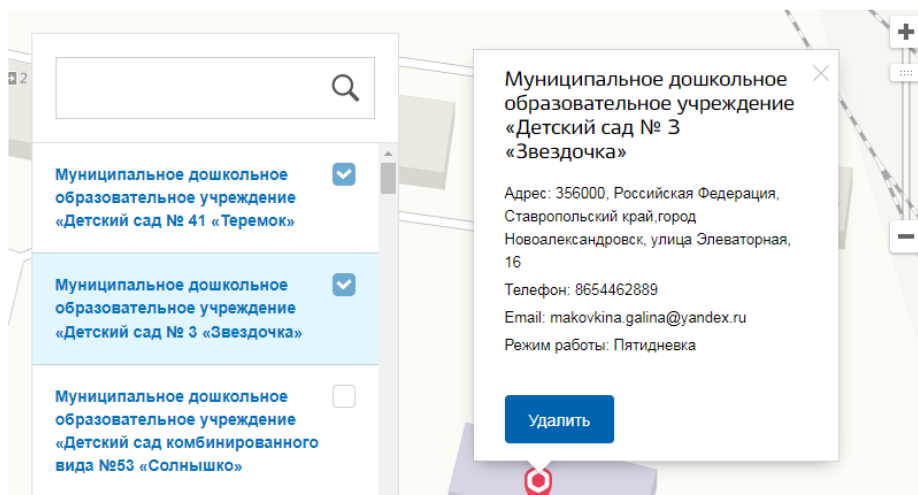 2
Муниципальное дошкольное
образовательное учреждение
«Детский сад № 41 «Теремок»
Муниципальное дошкольное
образовательное учреждение
«Детский сад № 3 «Звездочка»
Муниципальное дошкольное
образовательное учреждение
«Детский сад комбинированного
вида №53 «Солнышко»
Муниципальное дошкольное
образовательное учреждение
«Детский сад № 3
«Звездочка»
Адрес: 356000, Российская Федерация,
Ставропольский край,город
Новоалександровск, улица Элеваторная,
16
Телефон: 8654462889
Email: makovkina.galina@yandex.ru
Режим работы: Пятидневка
Удалить